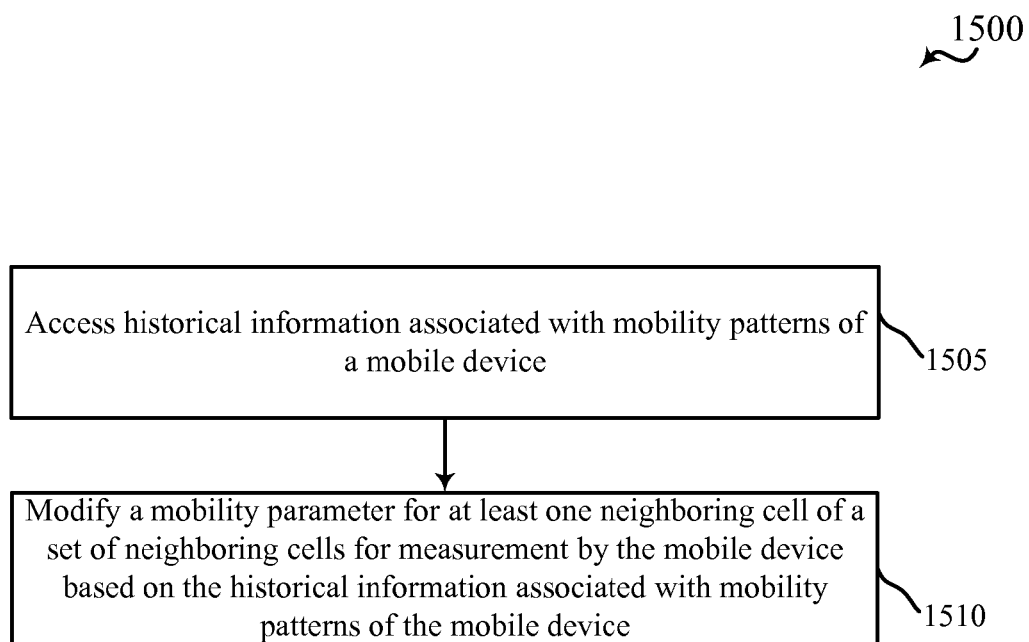 1500
Access historical information associated with mobility patterns of
a mobile device
1505
Modify a mobility parameter for at least one neighboring cell of a
set of neighboring cells for measurement by the mobile device
based on the historical information associated with mobility
patterns of the mobile device
1510